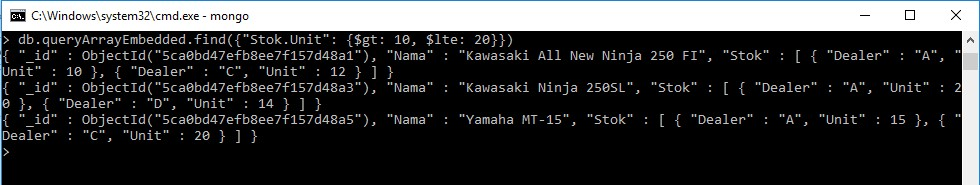 C:\Windows\system32\cmd.exe - mongo
> db.queryArrayEmbedded.find({"Stok.Unit": {$gt: 10, $lte: 20}})
{ "_id" : ObjectId("5ca0bd47efb8ee7f157d48a1"), "Nama" : "Kawasaki All New Ninja 250 FI", "Stok" : [ { "Dealer" : "A", "
Unit" : 10 }, { "Dealer" : "C", "Unit" : 12 } ] }
{ "_id" : ObjectId("5ca0bd47efb8ee7f157d48a3"), "Nama" : "Kawasaki Ninja 250SL", "Stok" : [ { "Dealer" : "A", "Unit" : 2
0 }, { "Dealer" : "D", "Unit" : 14 } ] }
{ "_id" : ObjectId("5ca0bd47efb8ee7f157d48a5"), "Nama" : "Yamaha MT-15", "Stok" : [ { "Dealer" : "A", "Unit" : 15 }, { "
Dealer" : "C", "Unit" : 20 } ] }
>